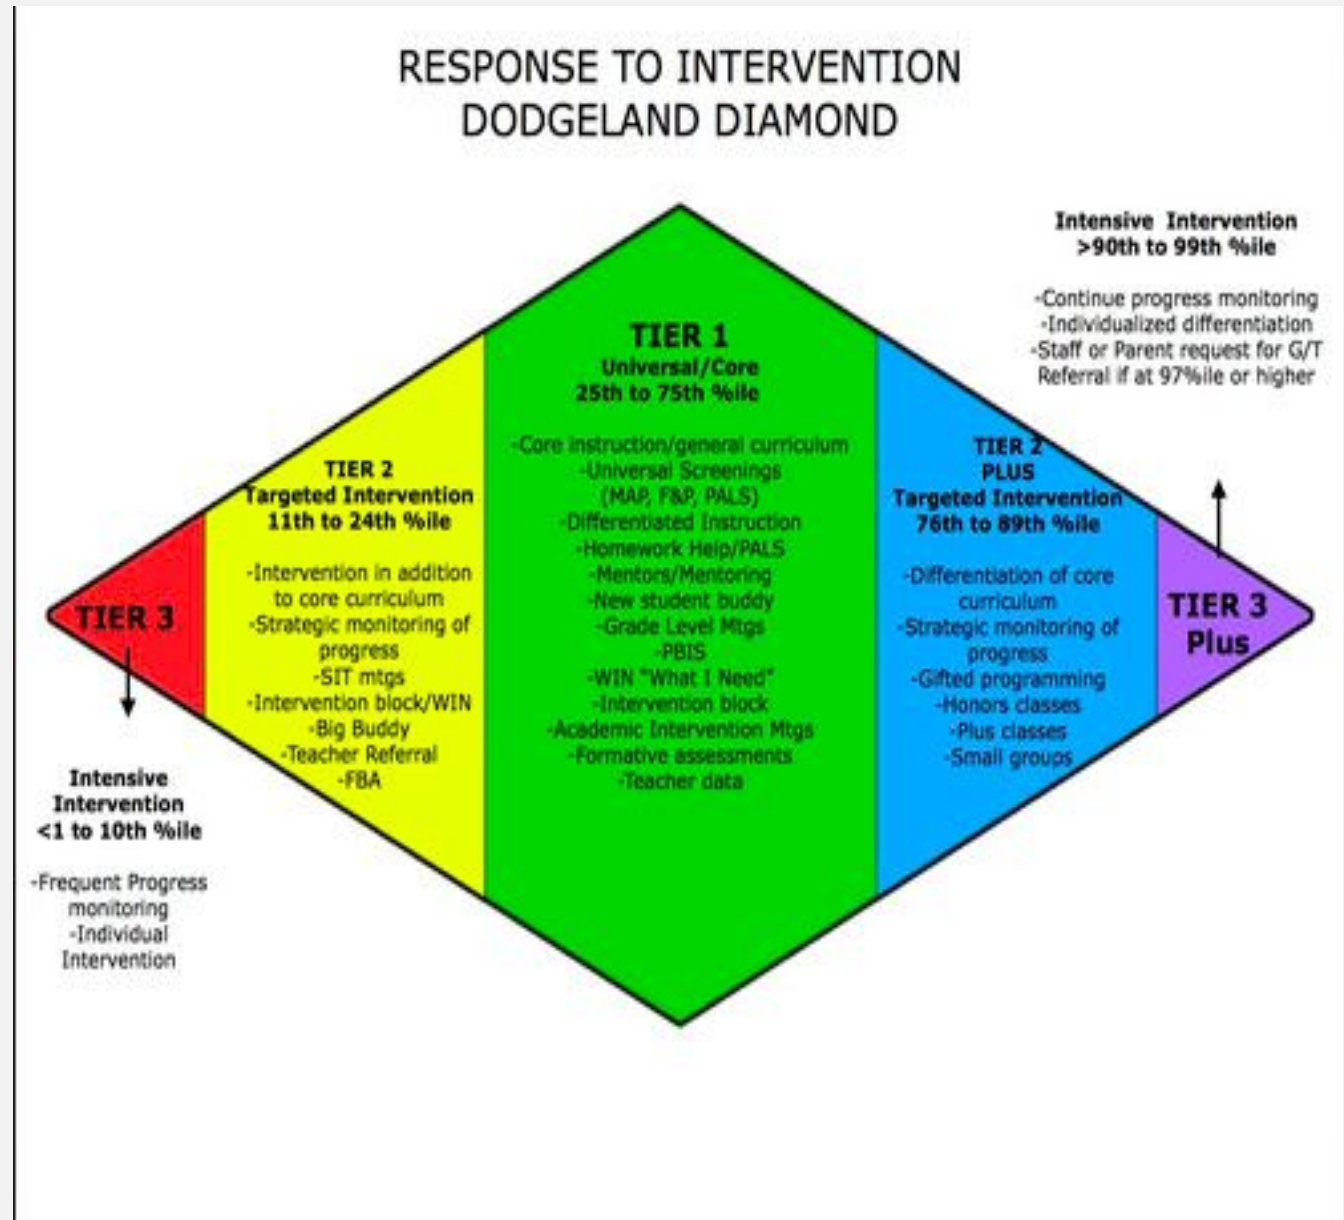 RESPONSE TO INTERVENTION
DODGELAND DIAMOND
TIER 3
Intensive
Intervention
<1 to 10th %ile
-Frequent Progress
monitoring
-Individual
Intervention
TIER 2
Targeted Intervention
11th to 24th %ile
-Intervention in addition
to core curriculum
-Strategic monitoring of
progress
-SIT mtgs
-Intervention block/WIN
-Big Buddy
-Teacher Referral
-FBA
TIER 1
Universal/Core
25th to 75th %ile
-Core instruction/general curriculum
-Universal Screenings
(MAP, F&P, PALS)
-Differentiated Instruction
-Homework Help/PALS
-Mentors/Mentoring
-New student buddy
-Grade Level Mtgs
-PBIS
-WIN "What I Need"
-Intervention block
-Academic Intervention Mtgs
-Formative assessments
-Teacher data
TIER 2
PLUS
Targeted Intervention
76th to 89th %ile
-Differentiation of core
curriculum
-Strategic monitoring of
progress
-Gifted programming
-Honors classes
-Plus classes
-Small groups
TIER 3
Plus
Intensive Intervention
>90th to 99th %ile
-Continue progress monitoring
-Individualized differentiation
-Staff or Parent request for G/T
Referral if at 97%ile or higher